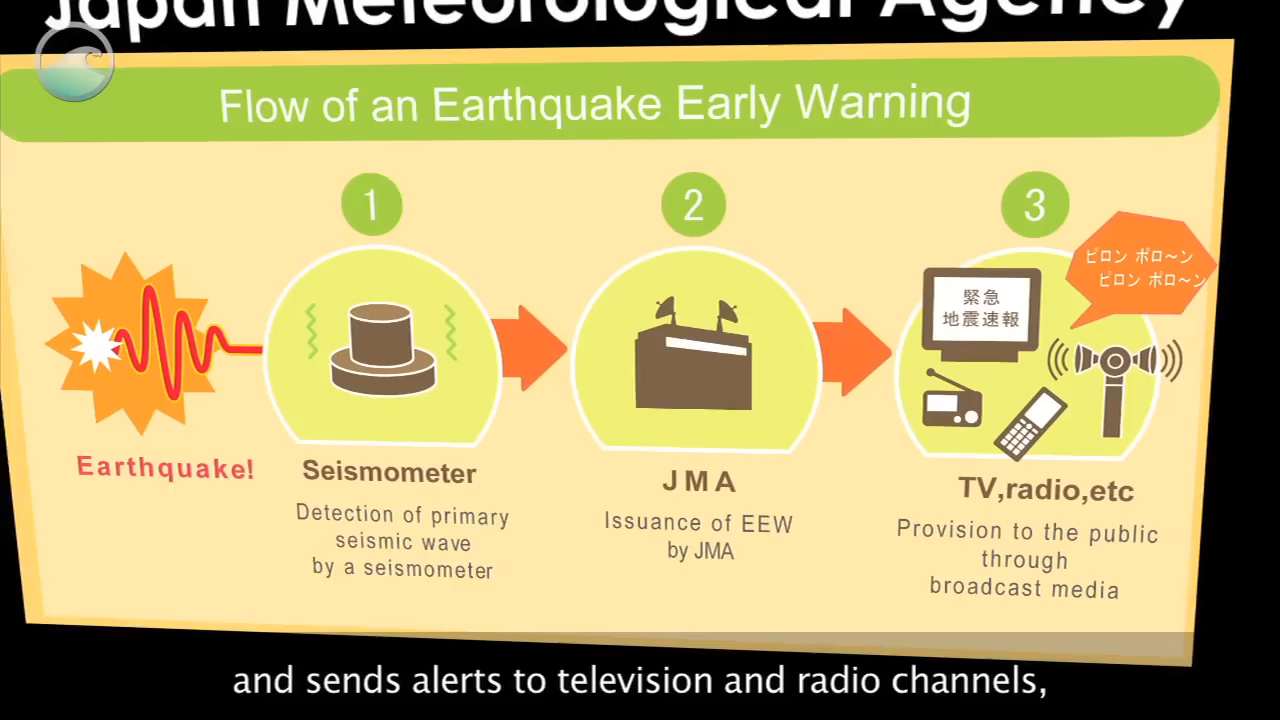 Japan Meteorological Agency
Flow of an Earthquake Early Warning
1
2
3
ピロン ポロ〜ン
ピロン ポロ〜ン
緊急
地震速報
Earthquake!
Seismometer
Detection of primary
seismic wave
by a seismometer
JMA
Issuance of EEW
by JMA
TV,radio,etc
Provision to the public
through
broadcast media
and sends alerts to television and radio channels,